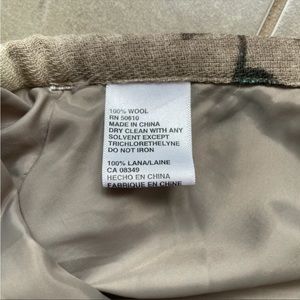 100% WOOL
RN 50610
MADE IN CHINA
DRY CLEAN WITH ANY
SOLVENT EXCEPT
TRICHLORETHELYNE
DO NOT IRON
100% LANA/LAINE
CA 08349
HECHO EN CHINA
FABRIQUE EN CHINE